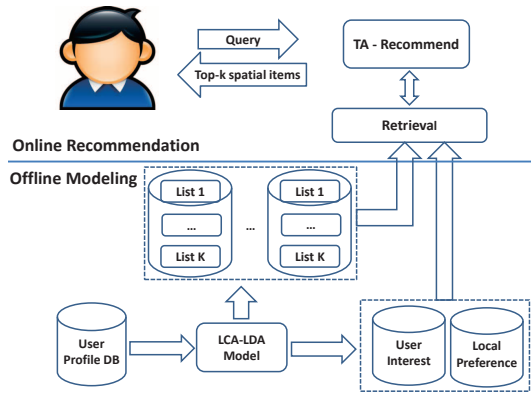 Query
TA - Recommend
Top-k spatial items
Retrieval
Online Recommendation
Offline Modeling
List 1
...
List K
...
List 1
...
List K
User
Profile DB
LCA-LDA
Model
User
Interest
Local
Preference